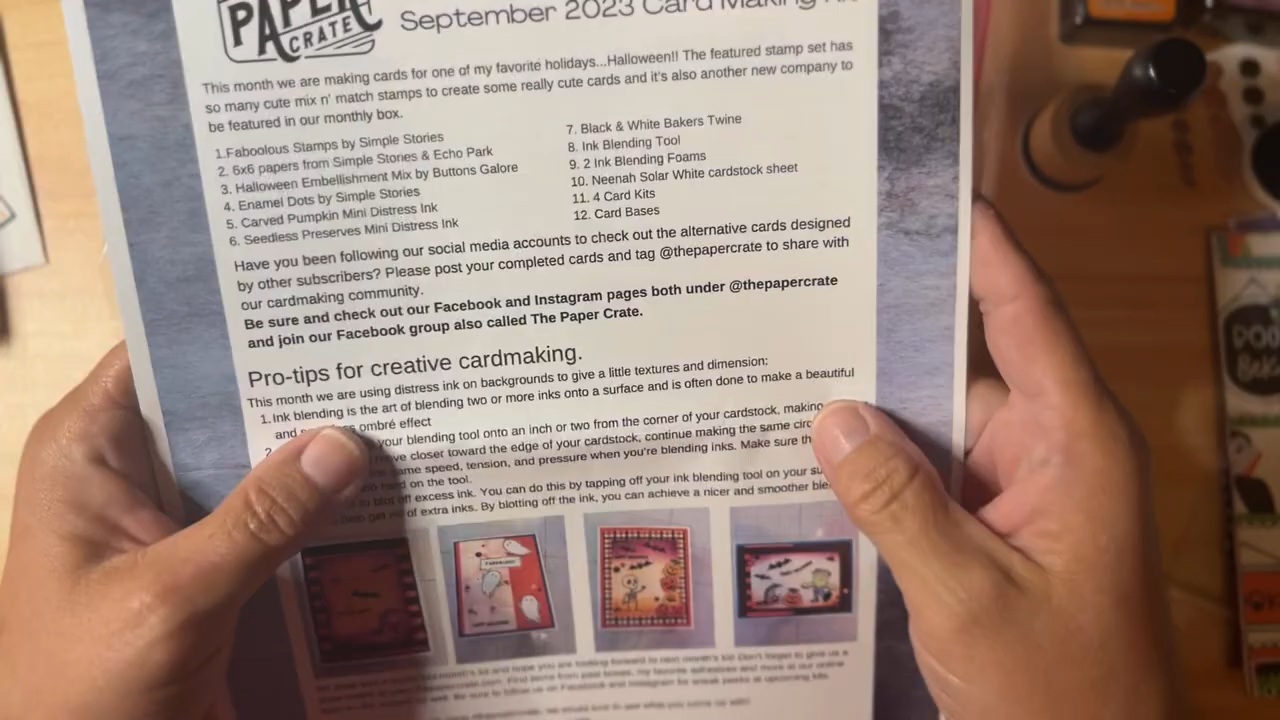 PAPER
CRATE
September 2023 Card Making
This month we are making cards for one of my favorite holidays...Halloween!! The featured stamp set has
so many cute mix n' match stamps to create some really cute cards and it's also another new company to
be featured in our monthly box.
1.Faboolous Stamps by Simple Stories
2. 6x6 papers from Simple Stories & Echo Park
3. Halloween Embellishment Mix by Buttons Galore
4. Enamel Dots by Simple Stories
5. Carved Pumpkin Mini Distress Ink
6. Seedless Preserves Mini Distress Ink
7. Black & White Bakers Twine
8. Ink Blending Tool
9. 2 Ink Blending Foams
10. Neenah Solar White cardstock sheet
11. 4 Card Kits
12. Card Bases
Have you been following our social media accounts to check out the alternative cards designed
by other subscribers? Please post your completed cards and tag @thepapercrate to share with
our cardmaking community.
Be sure and check out our Facebook and Instagram pages both under @thepapercrate
and join our Facebook group also called The Paper Crate.
Pro-tips for creative cardmaking.
This month we are using distress ink on backgrounds to give a little textures and dimension:
1. Ink blending is the art of blending two or more inks onto a surface and is often done to make a beautiful
and ombré effect
your blending tool onto an inch or two from the corner of your cardstock, making
closer toward the edge of your cardstock, continue making the same
same speed, tension, and pressure when you're blending inks. Make sure
on the tool.
to blot off excess ink. You can do this by tapping off your ink blending tool on your
help get of extra inks. By blotting off the ink, you can achieve a nicer and smoother